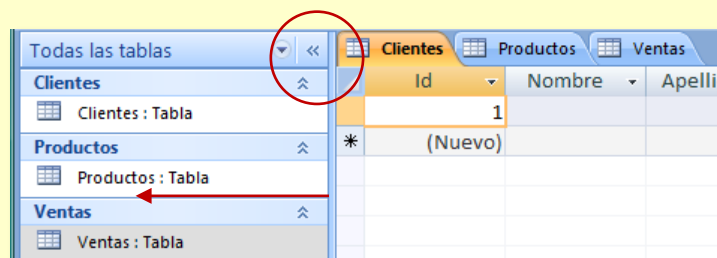 Todas las tablas «
Clientes
Clientes : Tabla
Productos
Productos : Tabla
Ventas
Ventas : Tabla
Clientes Productos Ventas
Id Nombre Apelli
1
* (Nuevo)